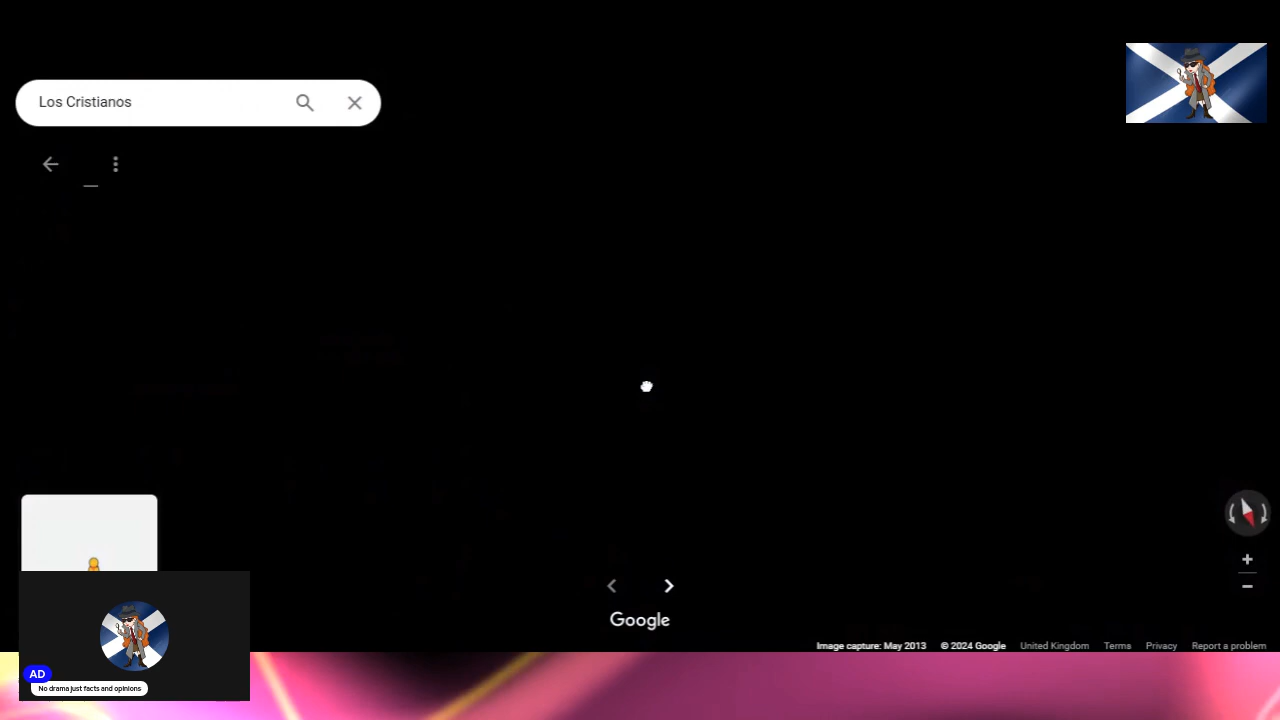 Los Cristianos
Google
Image capture: May 2013 © 2024 Google United Kingdom Terms Privacy Report a problem
AD
No drama just facts and opinions